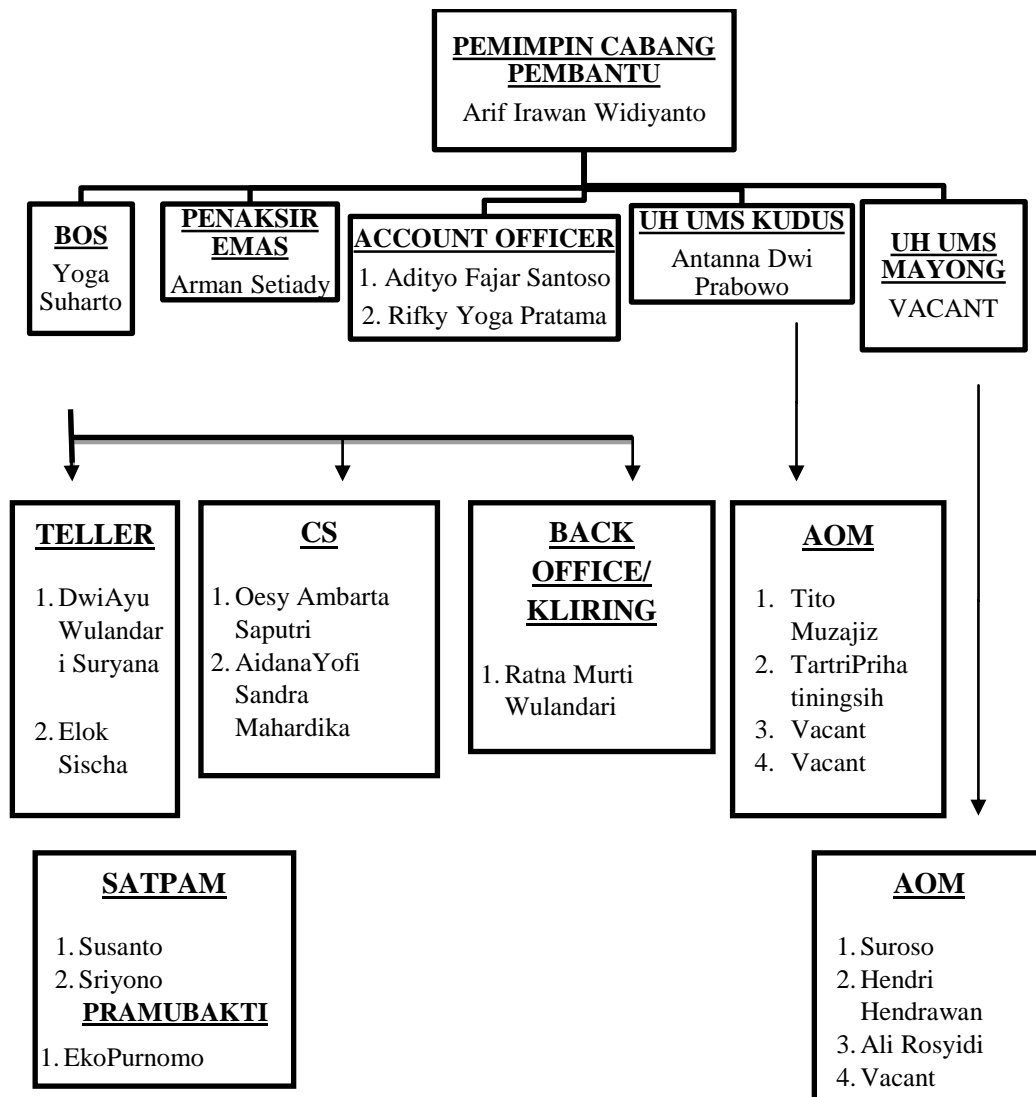 PEMIMPIN CABANG
PEMBANTU
Arif Irawan Widiyanto
BOS
Yoga
Suharto
PENAKSIR
EMAS
Arman Setiady
ACCOUNT OFFICER
1. Adityo Fajar Santoso
2. Rifky Yoga Pratama
UH UMS KUDUS
Antanna Dwi
Prabowo
UH UMS
MAYONG
VACANT
TELLER
1. DwiAyu
Wulandar
i Suryana
2. Elok
Sischa
CS
1. Oesy Ambarta
Saputri
2. AidanaYofi
Sandra
Mahardika
BACK
OFFICE/
KLIRING
1. Ratna Murti
Wulandari
AOM
1. Tito
Muzajiz
2. TartriPriha
tiningsih
3. Vacant
4. Vacant
SATPAM
1. Susanto
2. Sriyono
PRAMUBAKTI
1. EkoPurnomo
AOM
1. Suroso
2. Hendri
Hendrawan
3. Ali Rosyidi
4. Vacant